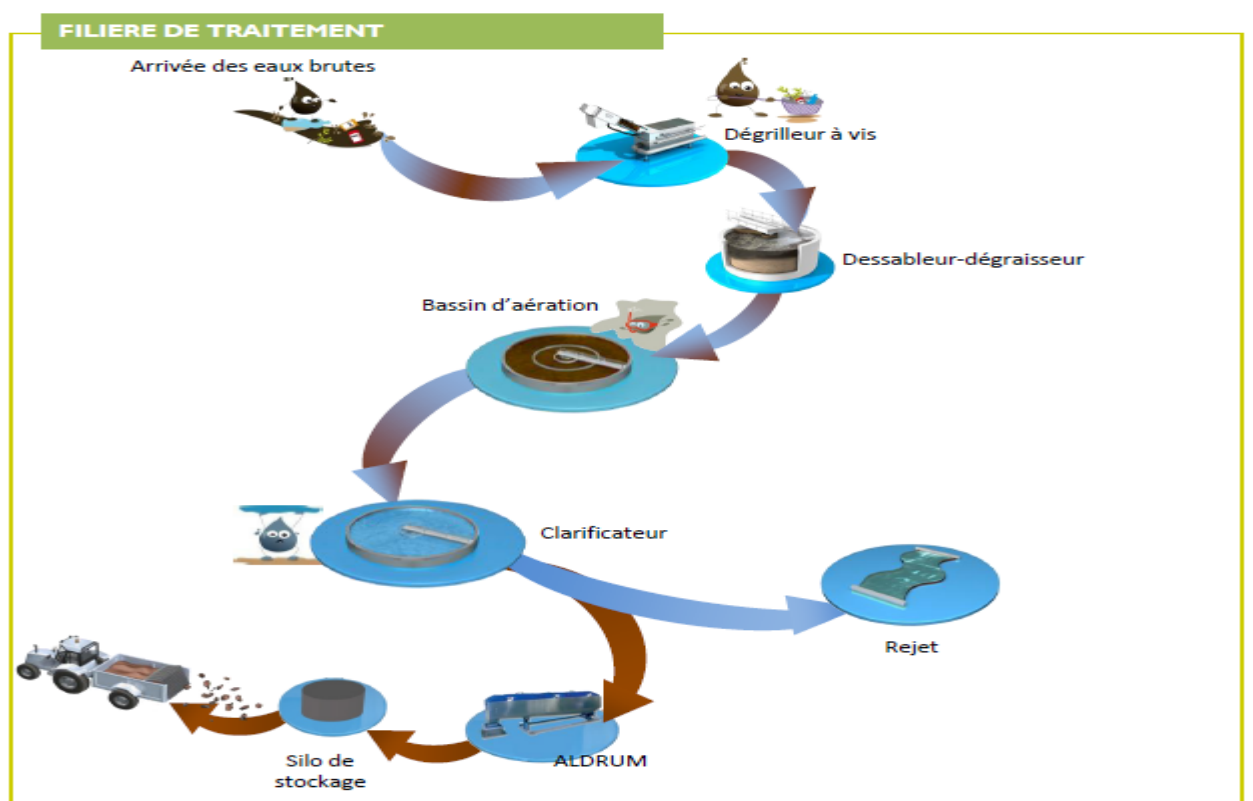 FILIERE DE TRAITEMENT
Arrivée des eaux brutes
Dégrilleur à vis
Dessableur-dégraisseur
Bassin d'aération
Clarificateur
Rejet
ALDRUM
Silo de
stockage